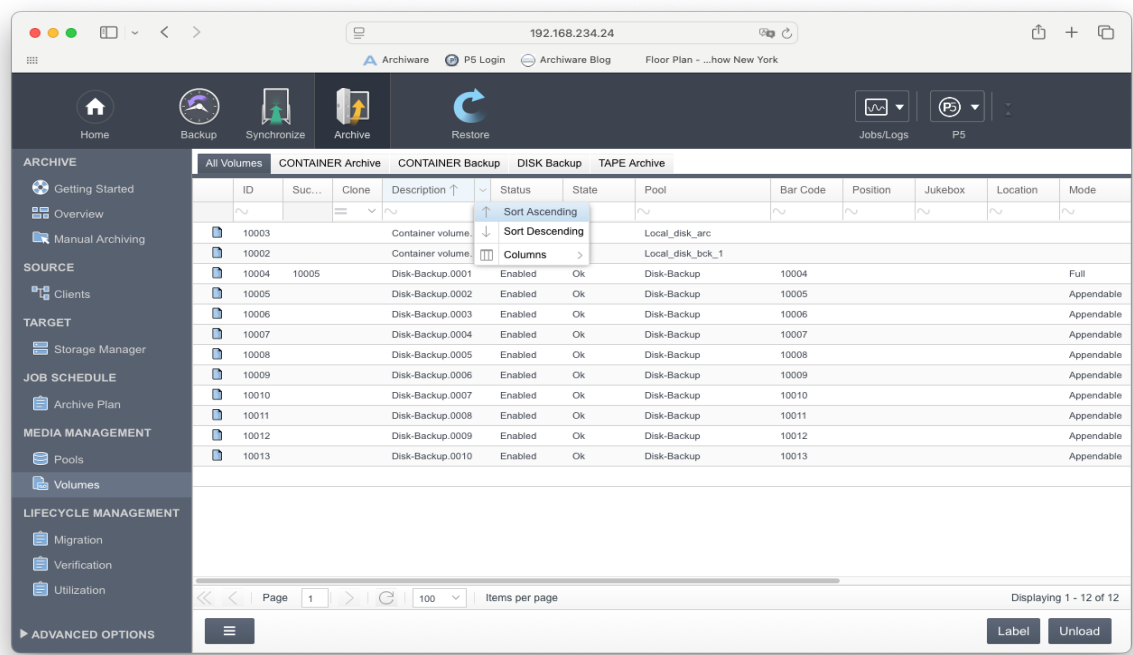 192.168.234.24
Archiware P5 Login Archiware Blog Floor Plan - ...how New York
Home Backup Synchronize Archive Restore Jobs/Logs P5
ARCHIVE
Getting Started
Overview
Manual Archiving
SOURCE
Clients
TARGET
Storage Manager
JOB SCHEDULE
Archive Plan
MEDIA MANAGEMENT
Pools
Volumes
LIFECYCLE MANAGEMENT
Migration
Verification
Utilization
ADVANCED OPTIONS
All Volumes CONTAINER Archive CONTAINER Backup DISK Backup TAPE Archive
ID Suc... Clone Description Status State Pool Bar Code Position Jukebox Location Mode
Sort Ascending
Sort Descending
Columns
10003 Container volume. Local_disk_arc
10002 Container volume. Local_disk_bck_1
10004 10005 Disk-Backup.0001 Enabled Ok Disk-Backup 10004 Full
10005 Disk-Backup.0002 Enabled Ok Disk-Backup 10005 Appendable
10006 Disk-Backup.0003 Enabled Ok Disk-Backup 10006 Appendable
10007 Disk-Backup.0004 Enabled Ok Disk-Backup 10007 Appendable
10008 Disk-Backup.0005 Enabled Ok Disk-Backup 10008 Appendable
10009 Disk-Backup.0006 Enabled Ok Disk-Backup 10009 Appendable
10010 Disk-Backup.0007 Enabled Ok Disk-Backup 10010 Appendable
10011 Disk-Backup.0008 Enabled Ok Disk-Backup 10011 Appendable
10012 Disk-Backup.0009 Enabled Ok Disk-Backup 10012 Appendable
10013 Disk-Backup.0010 Enabled Ok Disk-Backup 10013 Appendable
Page 1 100 Items per page Displaying 1 - 12 of 12
Label Unload